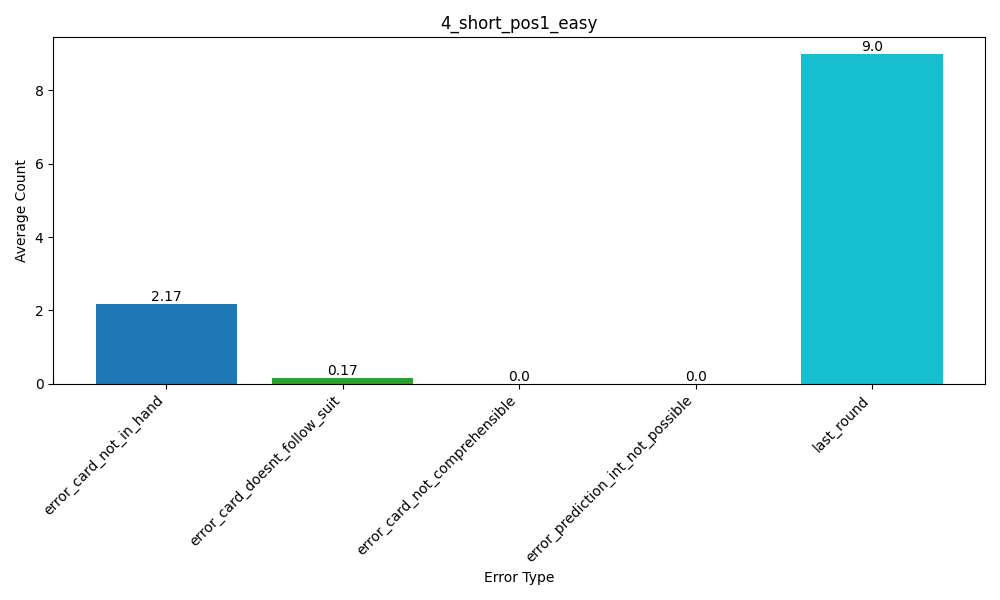 4_short_pos1_easy
Average Count
8
6
4
2
0
2.17
0.17
0.0
0.0
9.0
error_card_not_in_hand
error_card_doesnt_follow_suit
error_card_not_comprehensible
error_prediction_int_not_possible
last_round
Error Type